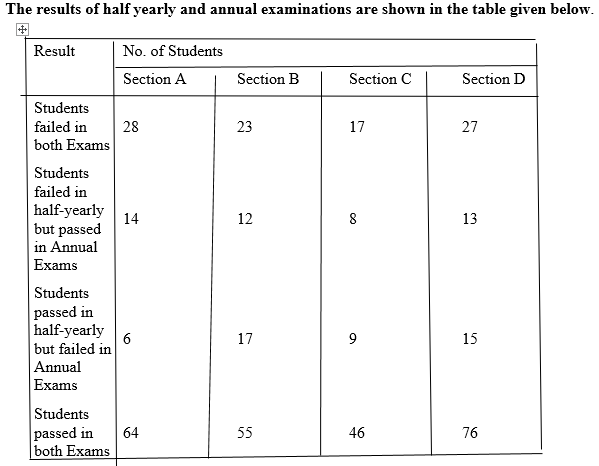 The results of half yearly and annual examinations are shown in the table given below.
Result No. of Students
Section A Section B Section C Section D
Students
failed in 28 23 17 27
both Exams
Students
failed in
half-yearly
but passed 14 12 8 13
in Annual
Exams
Students
passed in
half-yearly 6 17 9 15
but failed in
Annual
Exams
Students
passed in 64 55 46 76
both Exams